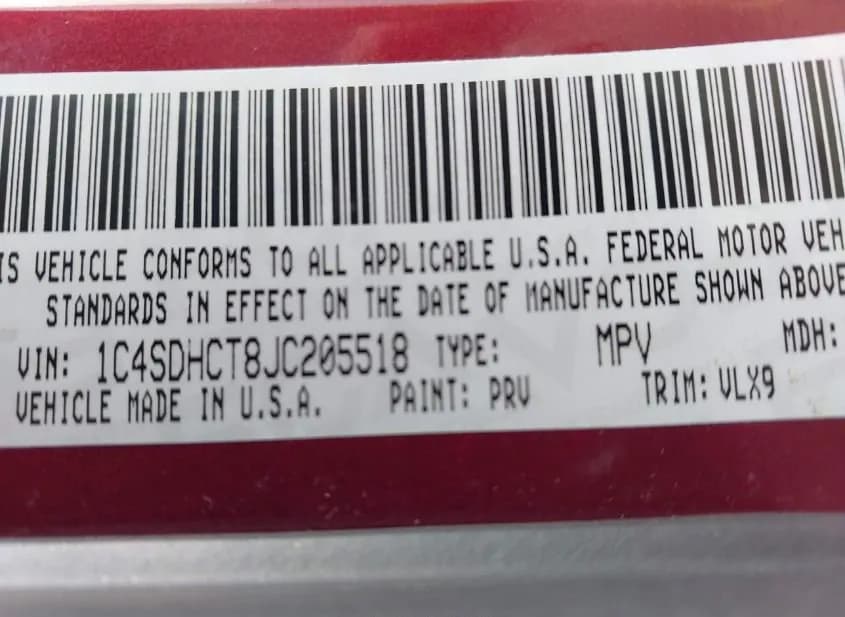 IS VEHICLE CONFORMS TO ALL APPLICABLE U.S.A. FEDERAL MOTOR VEH
STANDARDS IN EFFECT ON THE DATE OF MANUFACTURE SHOWN ABOVE
VIN: 1C4SDHCT8JC205518 TYPE: MPV MDH:
VEHICLE MADE IN U.S.A. PAINT: PRV TRIM: VLX9